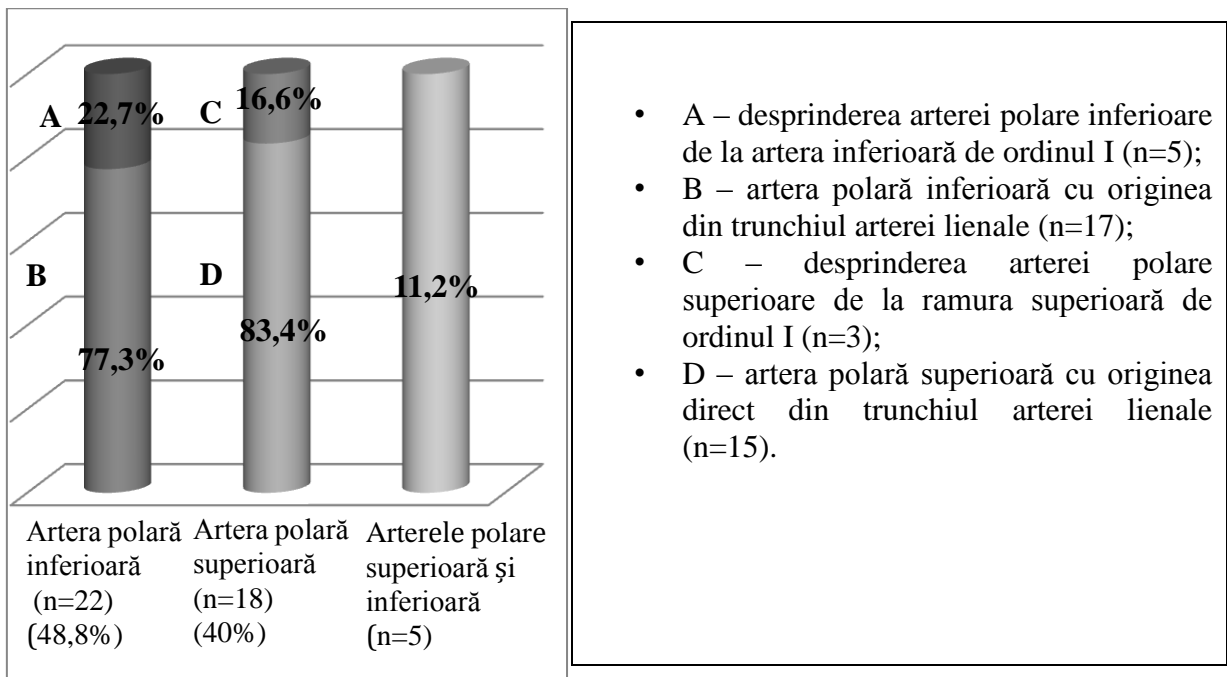 A
22,7%
C
16,6%
B
77,3%
D
83,4%
11,2%
Artera polară
inferioară
(n=22)
(48,8%)
Artera polară
superioară
(n=18)
(40%)
Arterele polare
superioară și
inferioară
(n=5)
• A – desprinderea arterei polare inferioare
de la artera inferioară de ordinul I (n=5);
• B – artera polară inferioară cu originea
din trunchiul arterei lienale (n=17);
• C – desprinderea arterei polare
superioare de la ramura superioară de
ordinul I (n=3);
• D – artera polară superioară cu originea
direct din trunchiul arterei lienale
(n=15).